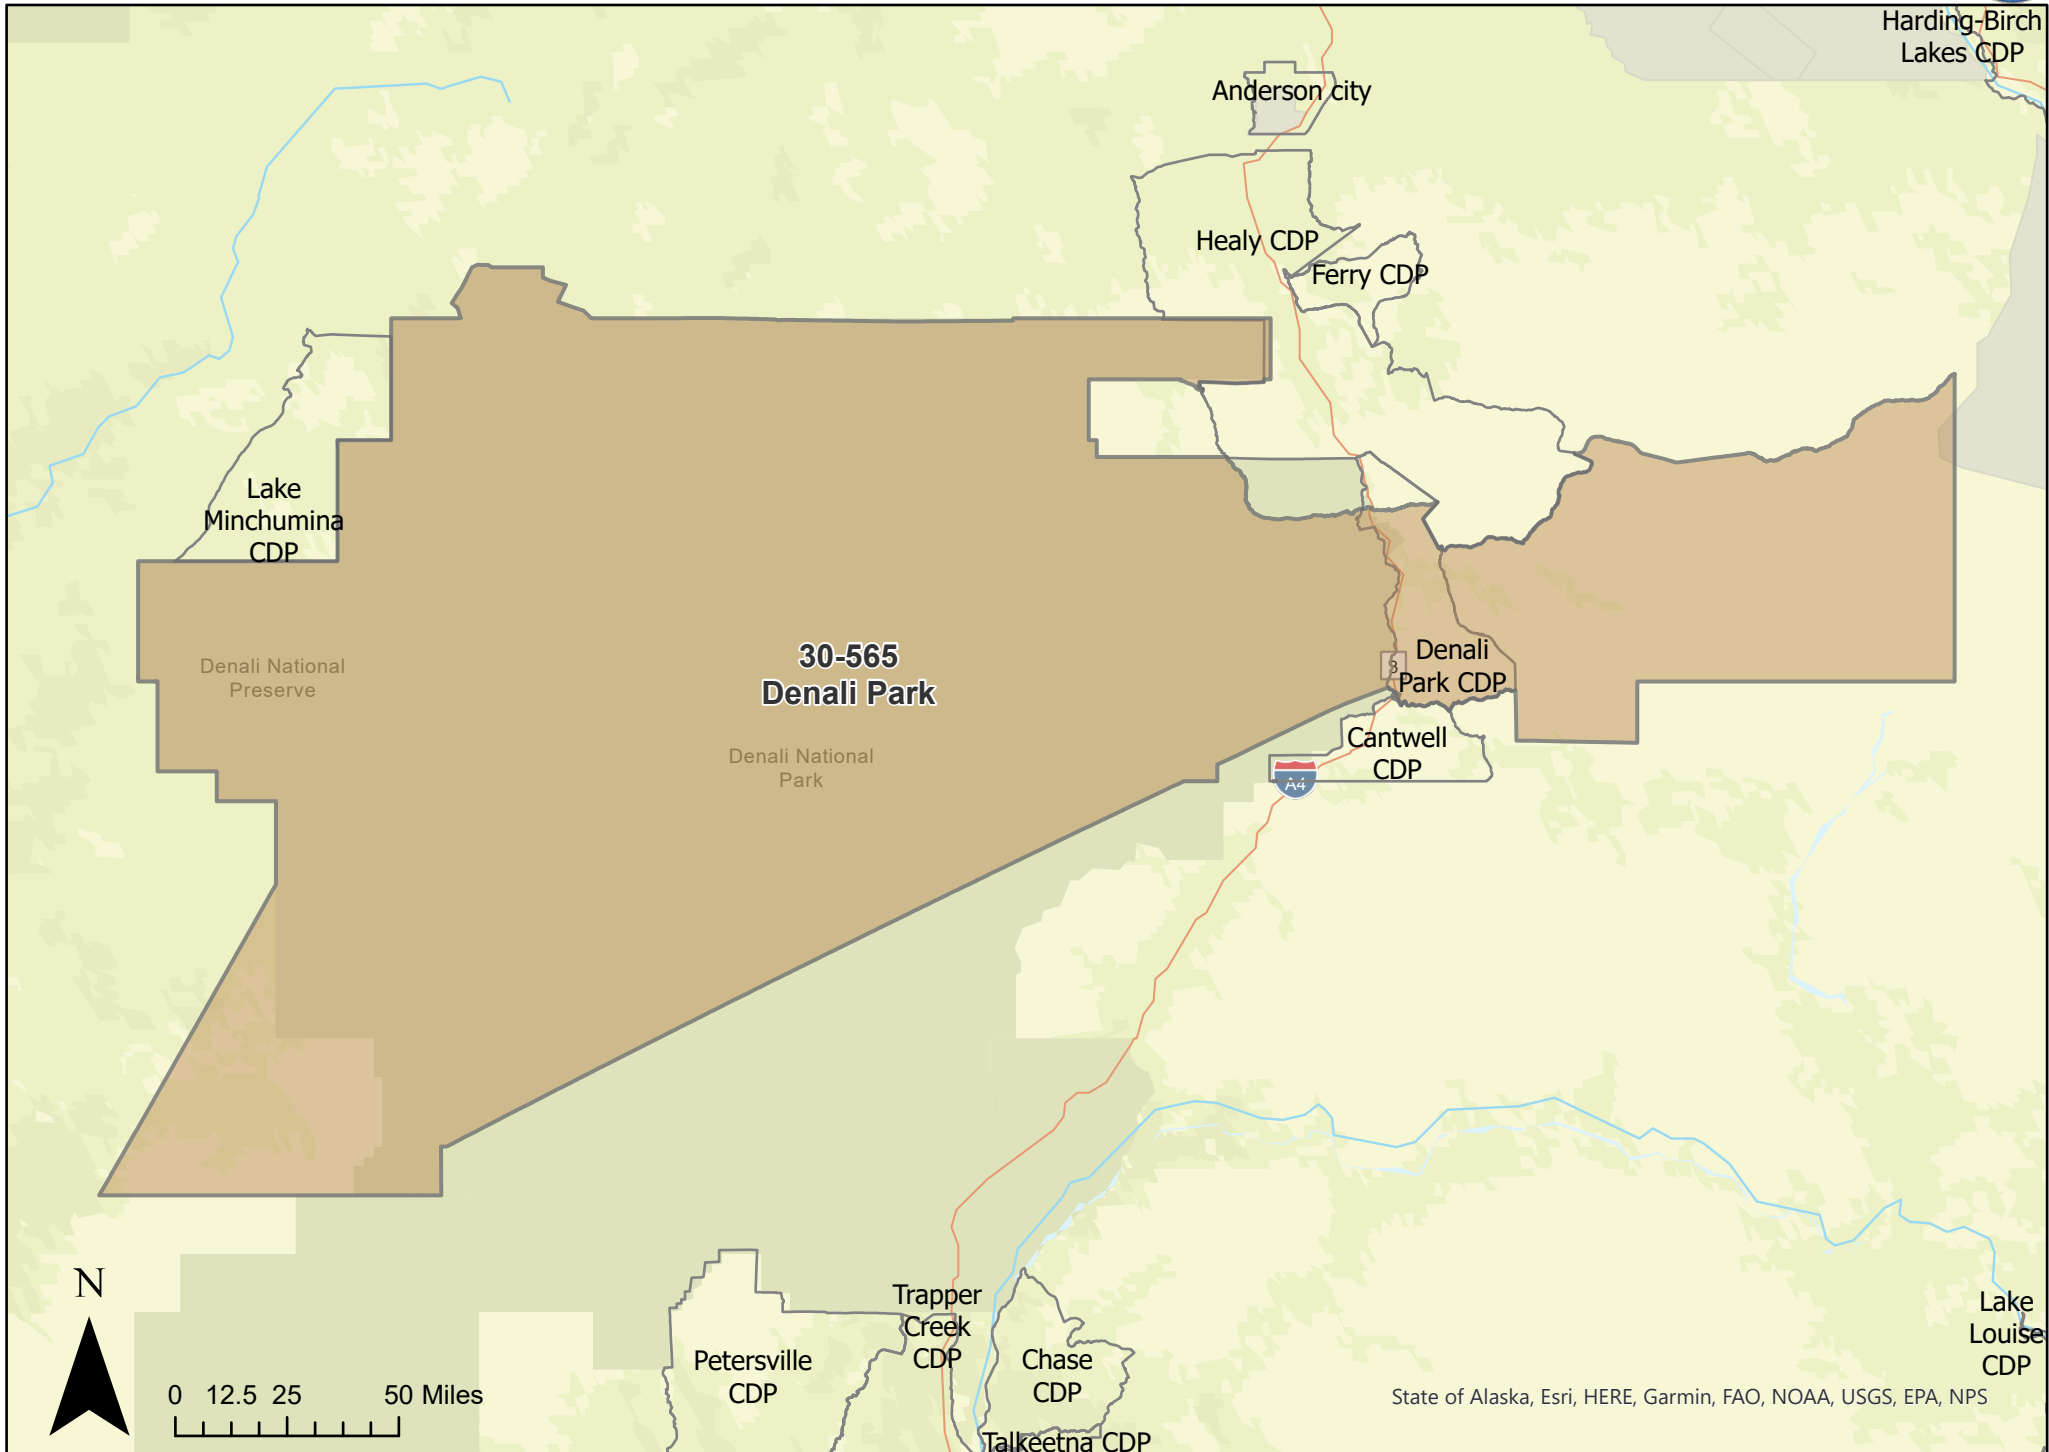 Harding-Birch
Lakes CDP
Anderson city
Healy CDP
Ferry CDP
Lake
Minchumina
CDP
30-565
Denali Park
Denali National
Preserve
Denali National
Park
3
Denali
Park CDP
Cantwell
CDP
A4
N
0 12.5 25 50 Miles
Petersville
CDP
Trapper
Creek
CDP
Chase
CDP
Talkeetna CDP
Lake
Louise
CDP
State of Alaska, Esri, HERE, Garmin, FAO, NOAA, USGS, EPA, NPS